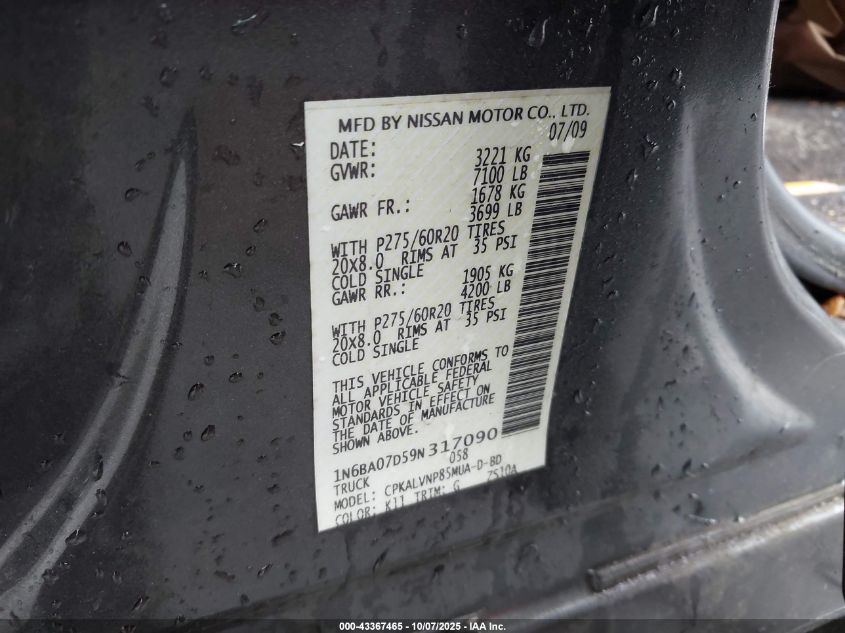 MFD BY NISSAN MOTOR CO., LTD.
DATE: 07/09
GVWR: 3221 KG
7100 LB
GAWR FR.: 1678 KG
3699 LB
WITH P275/60R20 TIRES
20X8.0 RIMS AT 35 PSI
COLD SINGLE
GAWR RR.: 1905 KG
4200 LB
WITH P275/60R20 TIRES
20X8.0 RIMS AT 35 PSI
COLD SINGLE
THIS VEHICLE CONFORMS TO
ALL APPLICABLE FEDERAL
MOTOR VEHICLE SAFETY
STANDARDS IN EFFECT ON
THE DATE OF MANUFACTURE
SHOWN ABOVE.
1N6BA07D59N317090
TRUCK 058
MODEL: CPKALVNP85MUA-D-BD
COLOR: K11 TRIM: G ZS10A
000-43367465 - 10/07/2025 - IAA Inc.